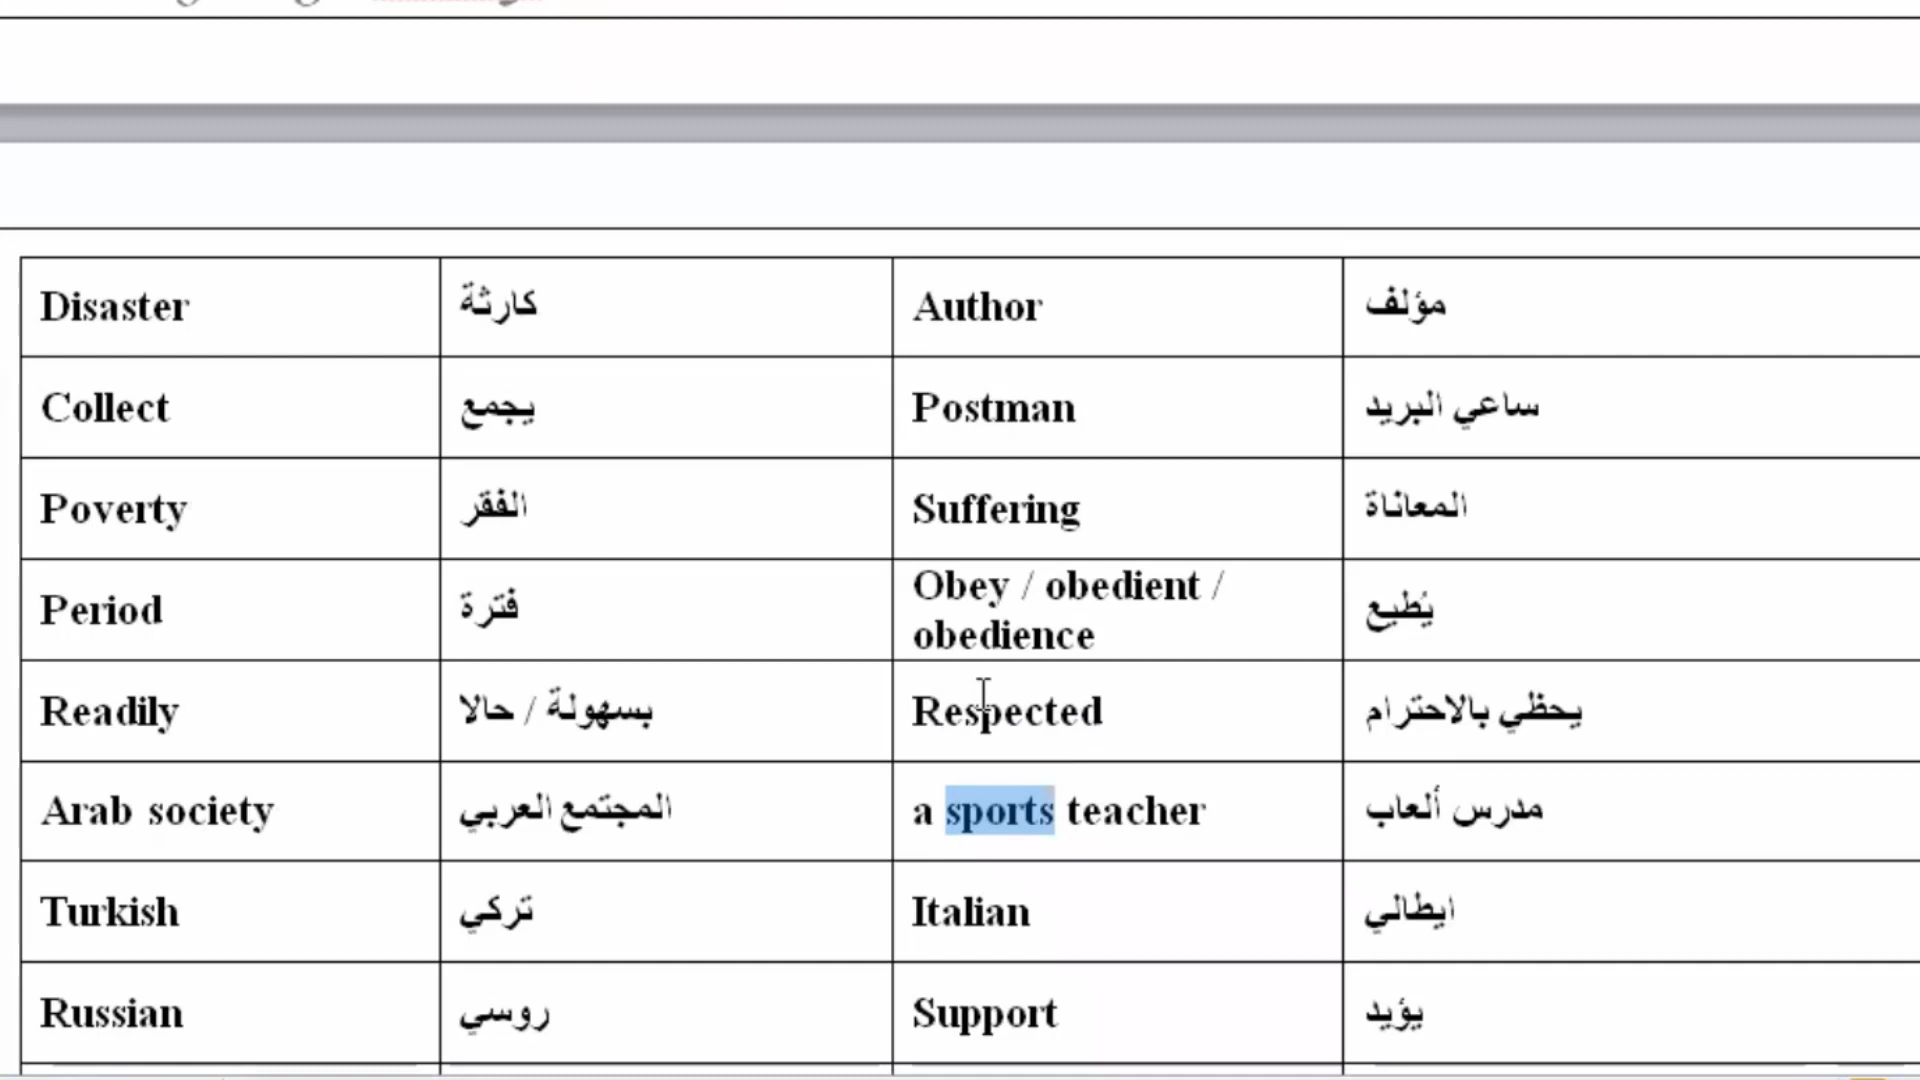 Disaster كارثة Author مؤلف
Collect يجمع Postman ساعي البريد
Poverty الفقر Suffering المعاناة
Period فترة Obey / obedient / obedience يُطيع
Readily بسهولة / حالا Respected يحظي بالاحترام
Arab society المجتمع العربي a sports teacher مدرس ألعاب
Turkish تركي Italian ايطالي
Russian روسي Support يؤيد